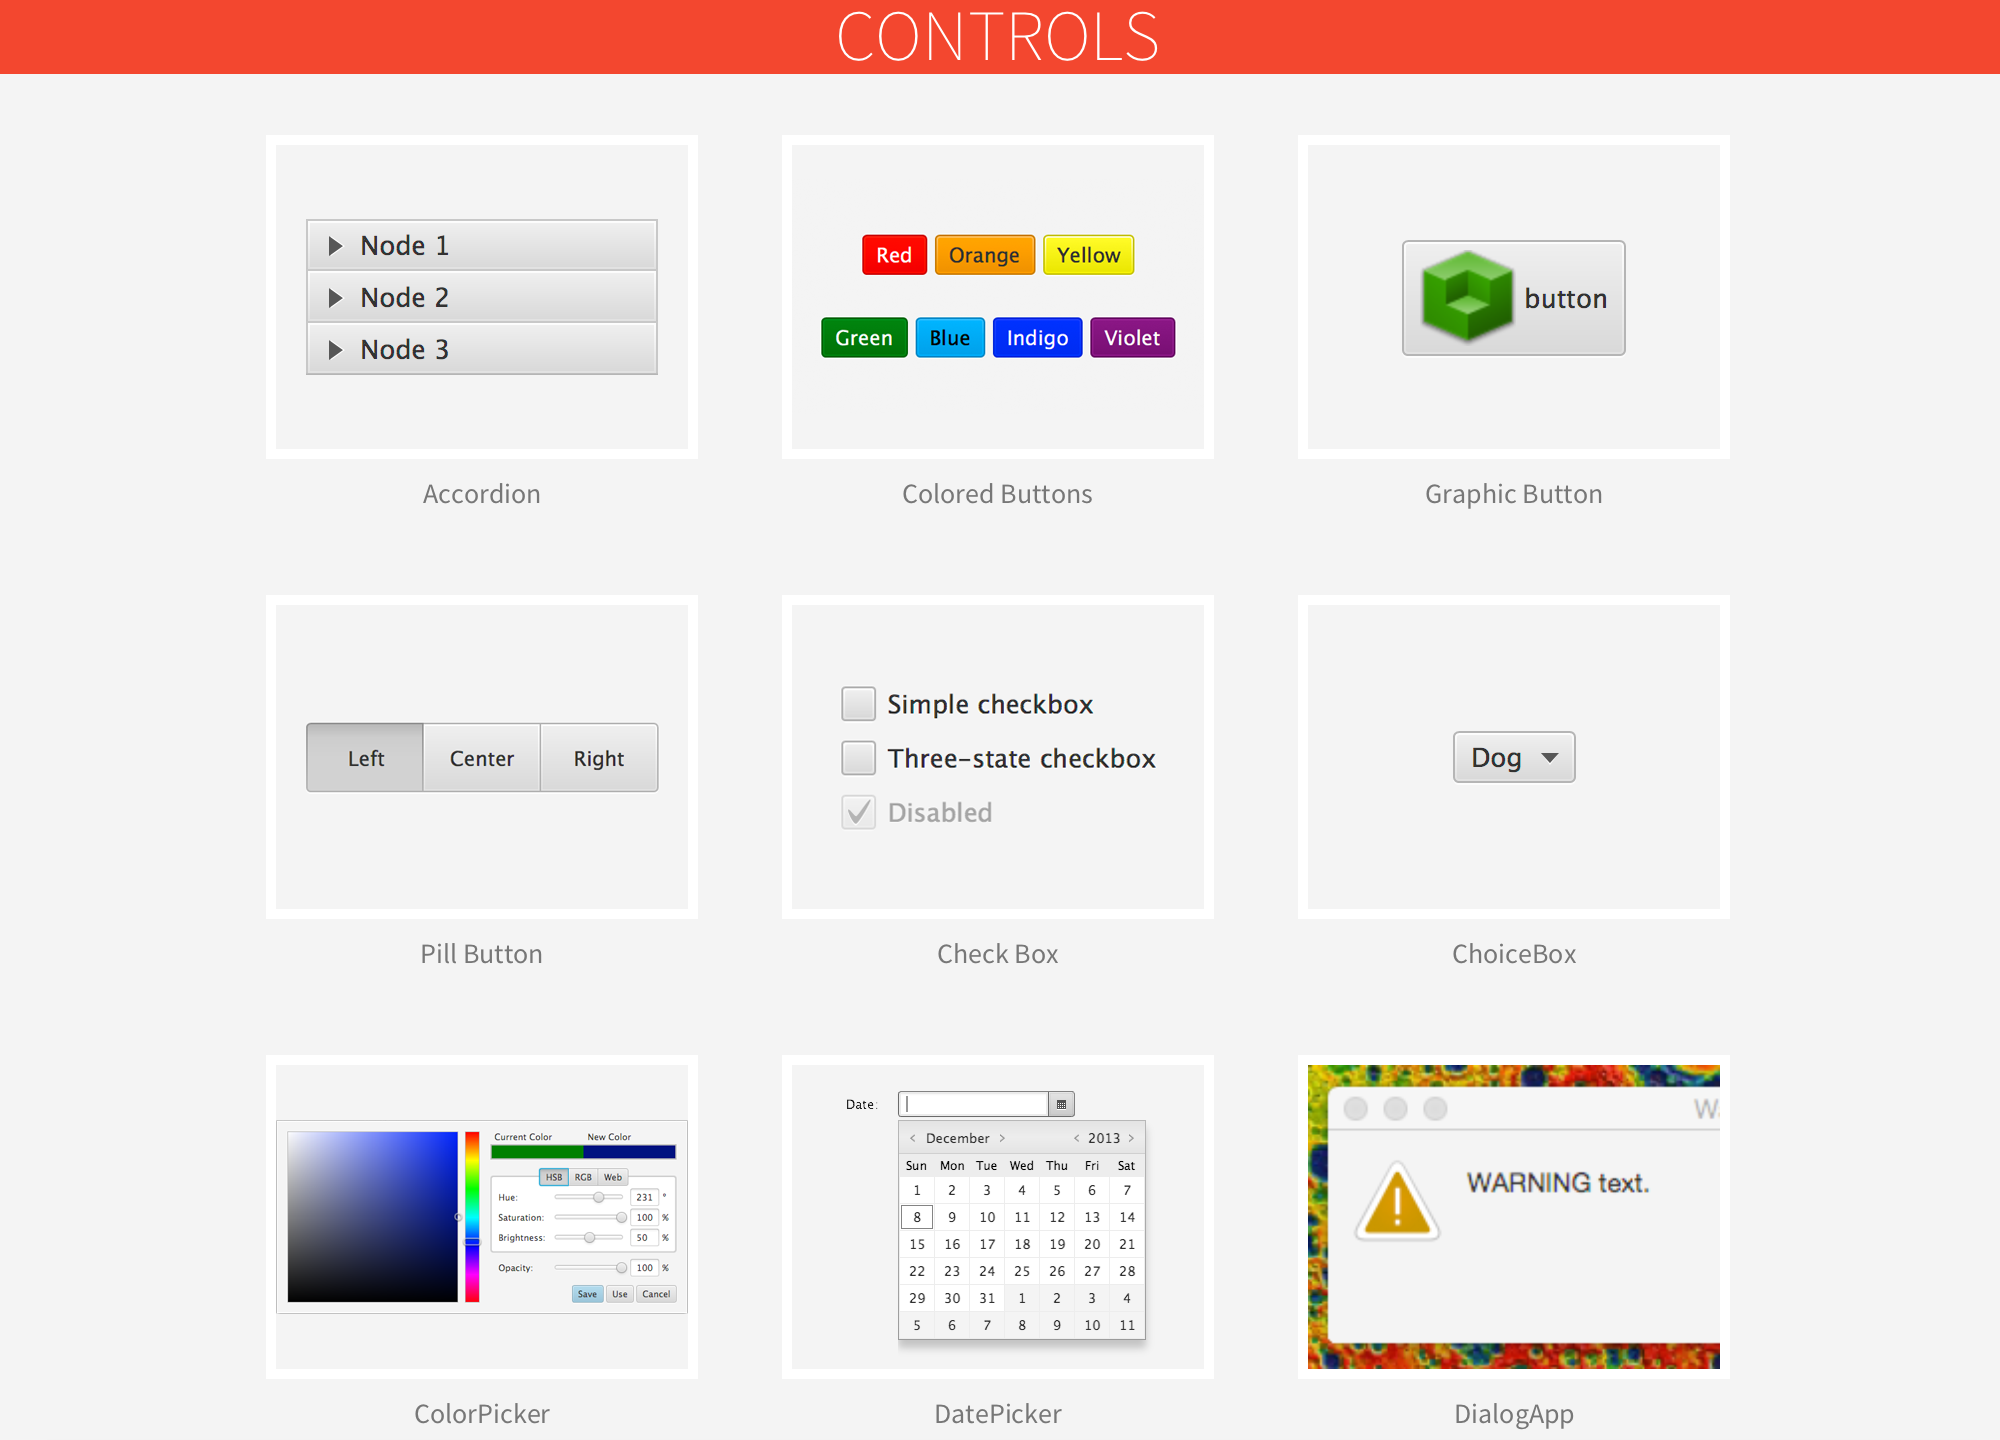 CONTROLS
Node 1
Node 2
Node 3
Accordion
Red Orange Yellow
Green Blue Indigo Violet
Colored Buttons
button
Graphic Button
Left Center Right
Pill Button
Simple checkbox
Three-state checkbox
Disabled
Check Box
Dog
ChoiceBox
Current Color New Color
HSB RGB Web
Hue: 231 °
Saturation: 100 %
Brightness: 50 %
Opacity: 100 %
Save Use Cancel
ColorPicker
Date:
< December > < 2013 >
Sun Mon Tue Wed Thu Fri Sat
1 2 3 4 5 6 7
8 9 10 11 12 13 14
15 16 17 18 19 20 21
22 23 24 25 26 27 28
29 30 31 1 2 3 4
5 6 7 8 9 10 11
DatePicker
WARNING text.
DialogApp